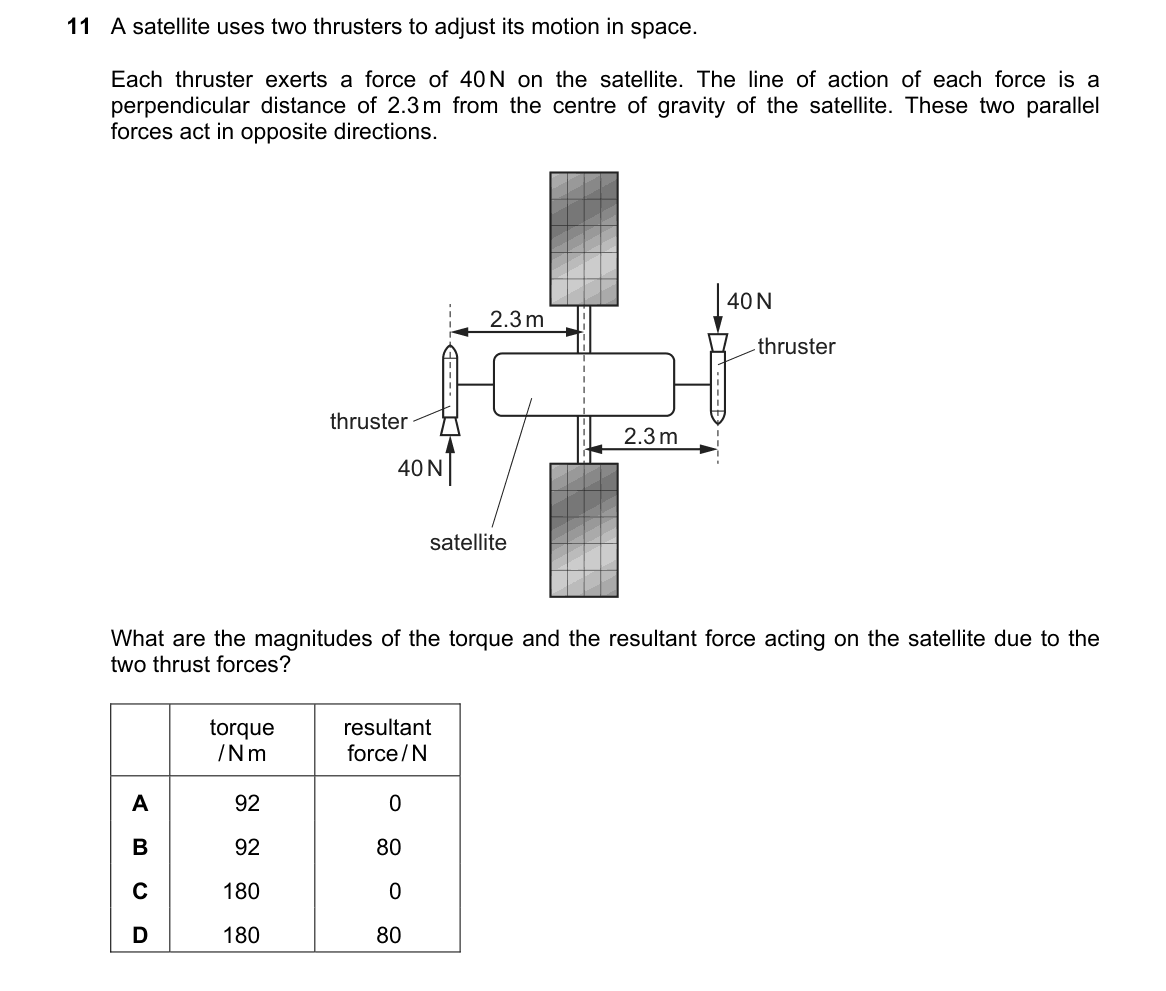 11 A satellite uses two thrusters to adjust its motion in space.
Each thruster exerts a force of 40 N on the satellite. The line of action of each force is a
perpendicular distance of 2.3 m from the centre of gravity of the satellite. These two parallel
forces act in opposite directions.
40 N
2.3 m
thruster
thruster
2.3 m
40 N
satellite
What are the magnitudes of the torque and the resultant force acting on the satellite due to the
two thrust forces?
torque resultant
/ N m force / N
A 92 0
B 92 80
C 180 0
D 180 80